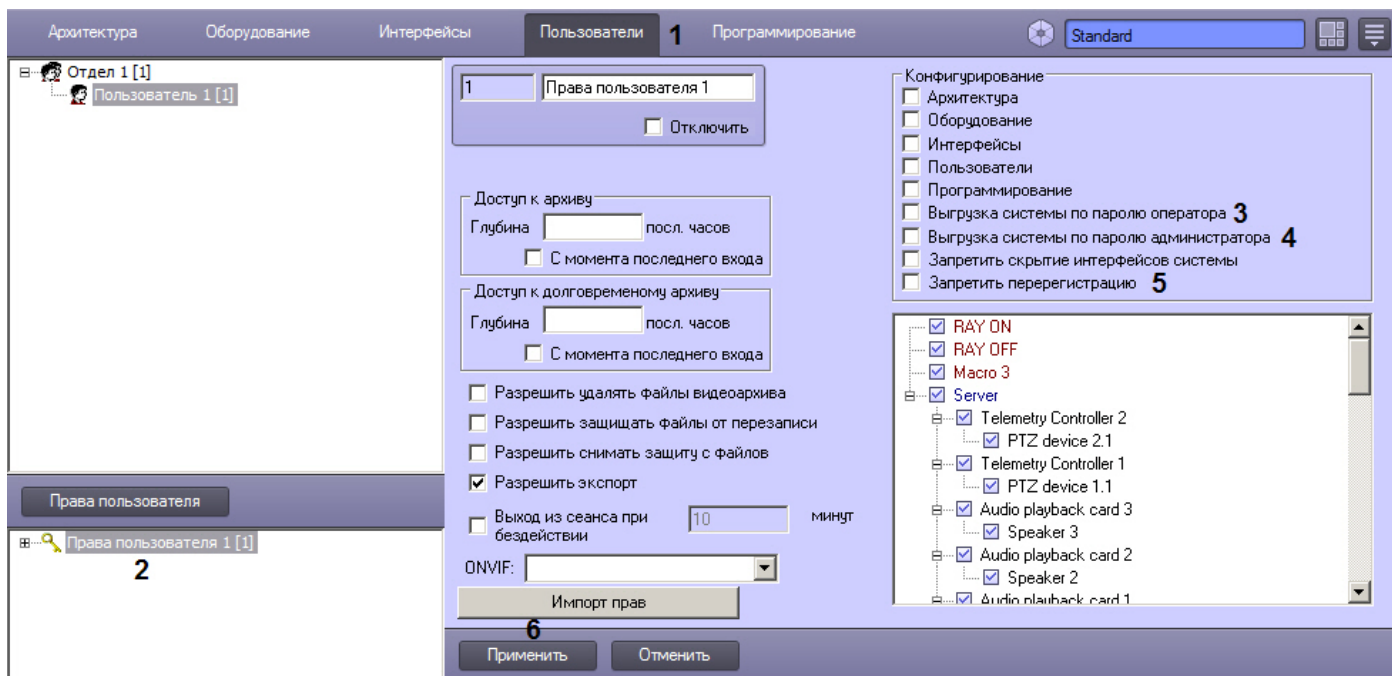 Архитектура Оборудование Интерфейсы Пользователи 1 Программирование Standard
Отдел 1 [1]
Пользователь 1 [1]
Права пользователя
Права пользователя 1 [1]
2
1 Права пользователя 1
Отключить
Доступ к архиву
Глубина посл. часов
С момента последнего входа
Доступ к долговременому архиву
Глубина посл. часов
С момента последнего входа
Разрешить удалять файлы видеоархива
Разрешить защищать файлы от перезаписи
Разрешить снимать защиту с файлов
Разрешить экспорт
Выход из сеанса при 10 минут
бездействии
ONVIF:
Импорт прав
6
Применить Отменить
Конфигурирование
Архитектура
Оборудование
Интерфейсы
Пользователи
Программирование
Выгрузка системы по паролю оператора 3
Выгрузка системы по паролю администратора 4
Запретить скрытие интерфейсов системы
Запретить перерегистрацию 5
RAY ON
RAY OFF
Macro 3
Server
Telemetry Controller 2
PTZ device 2.1
Telemetry Controller 1
PTZ device 1.1
Audio playback card 3
Speaker 3
Audio playback card 2
Speaker 2
Audio playback card 1